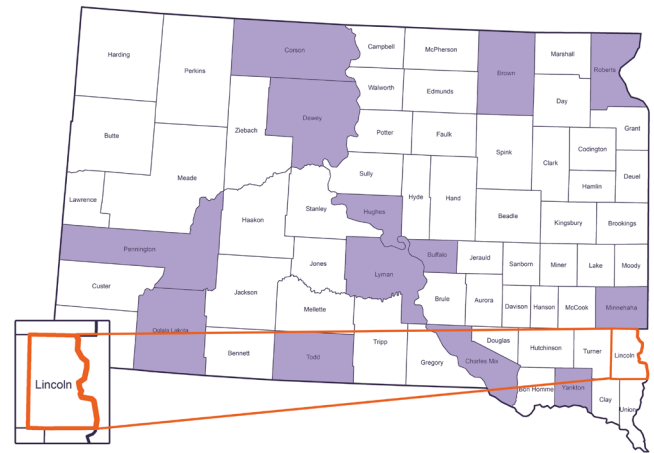 Harding
Perkins
Corson
Campbell
McPherson
Brown
Marshall
Roberts
Walworth
Edmunds
Day
Grant
Butte
Ziebach
Dewey
Potter
Faulk
Spink
Clark
Codington
Deuel
Hamlin
Meade
Sully
Lawrence
Haakon
Stanley
Hughes
Hyde
Hand
Beadle
Kingsbury
Brookings
Pennington
Jones
Lyman
Buffalo
Jerauld
Sanborn
Miner
Lake
Moody
Custer
Jackson
Mellette
Brule
Aurora
Davison
Hanson
McCook
Minnehaha
Oglala Lakota
Bennett
Todd
Tripp
Gregory
Charles Mix
Douglas
Hutchinson
Turner
Lincoln
Lincoln
Bon Homme
Yankton
Clay
Union